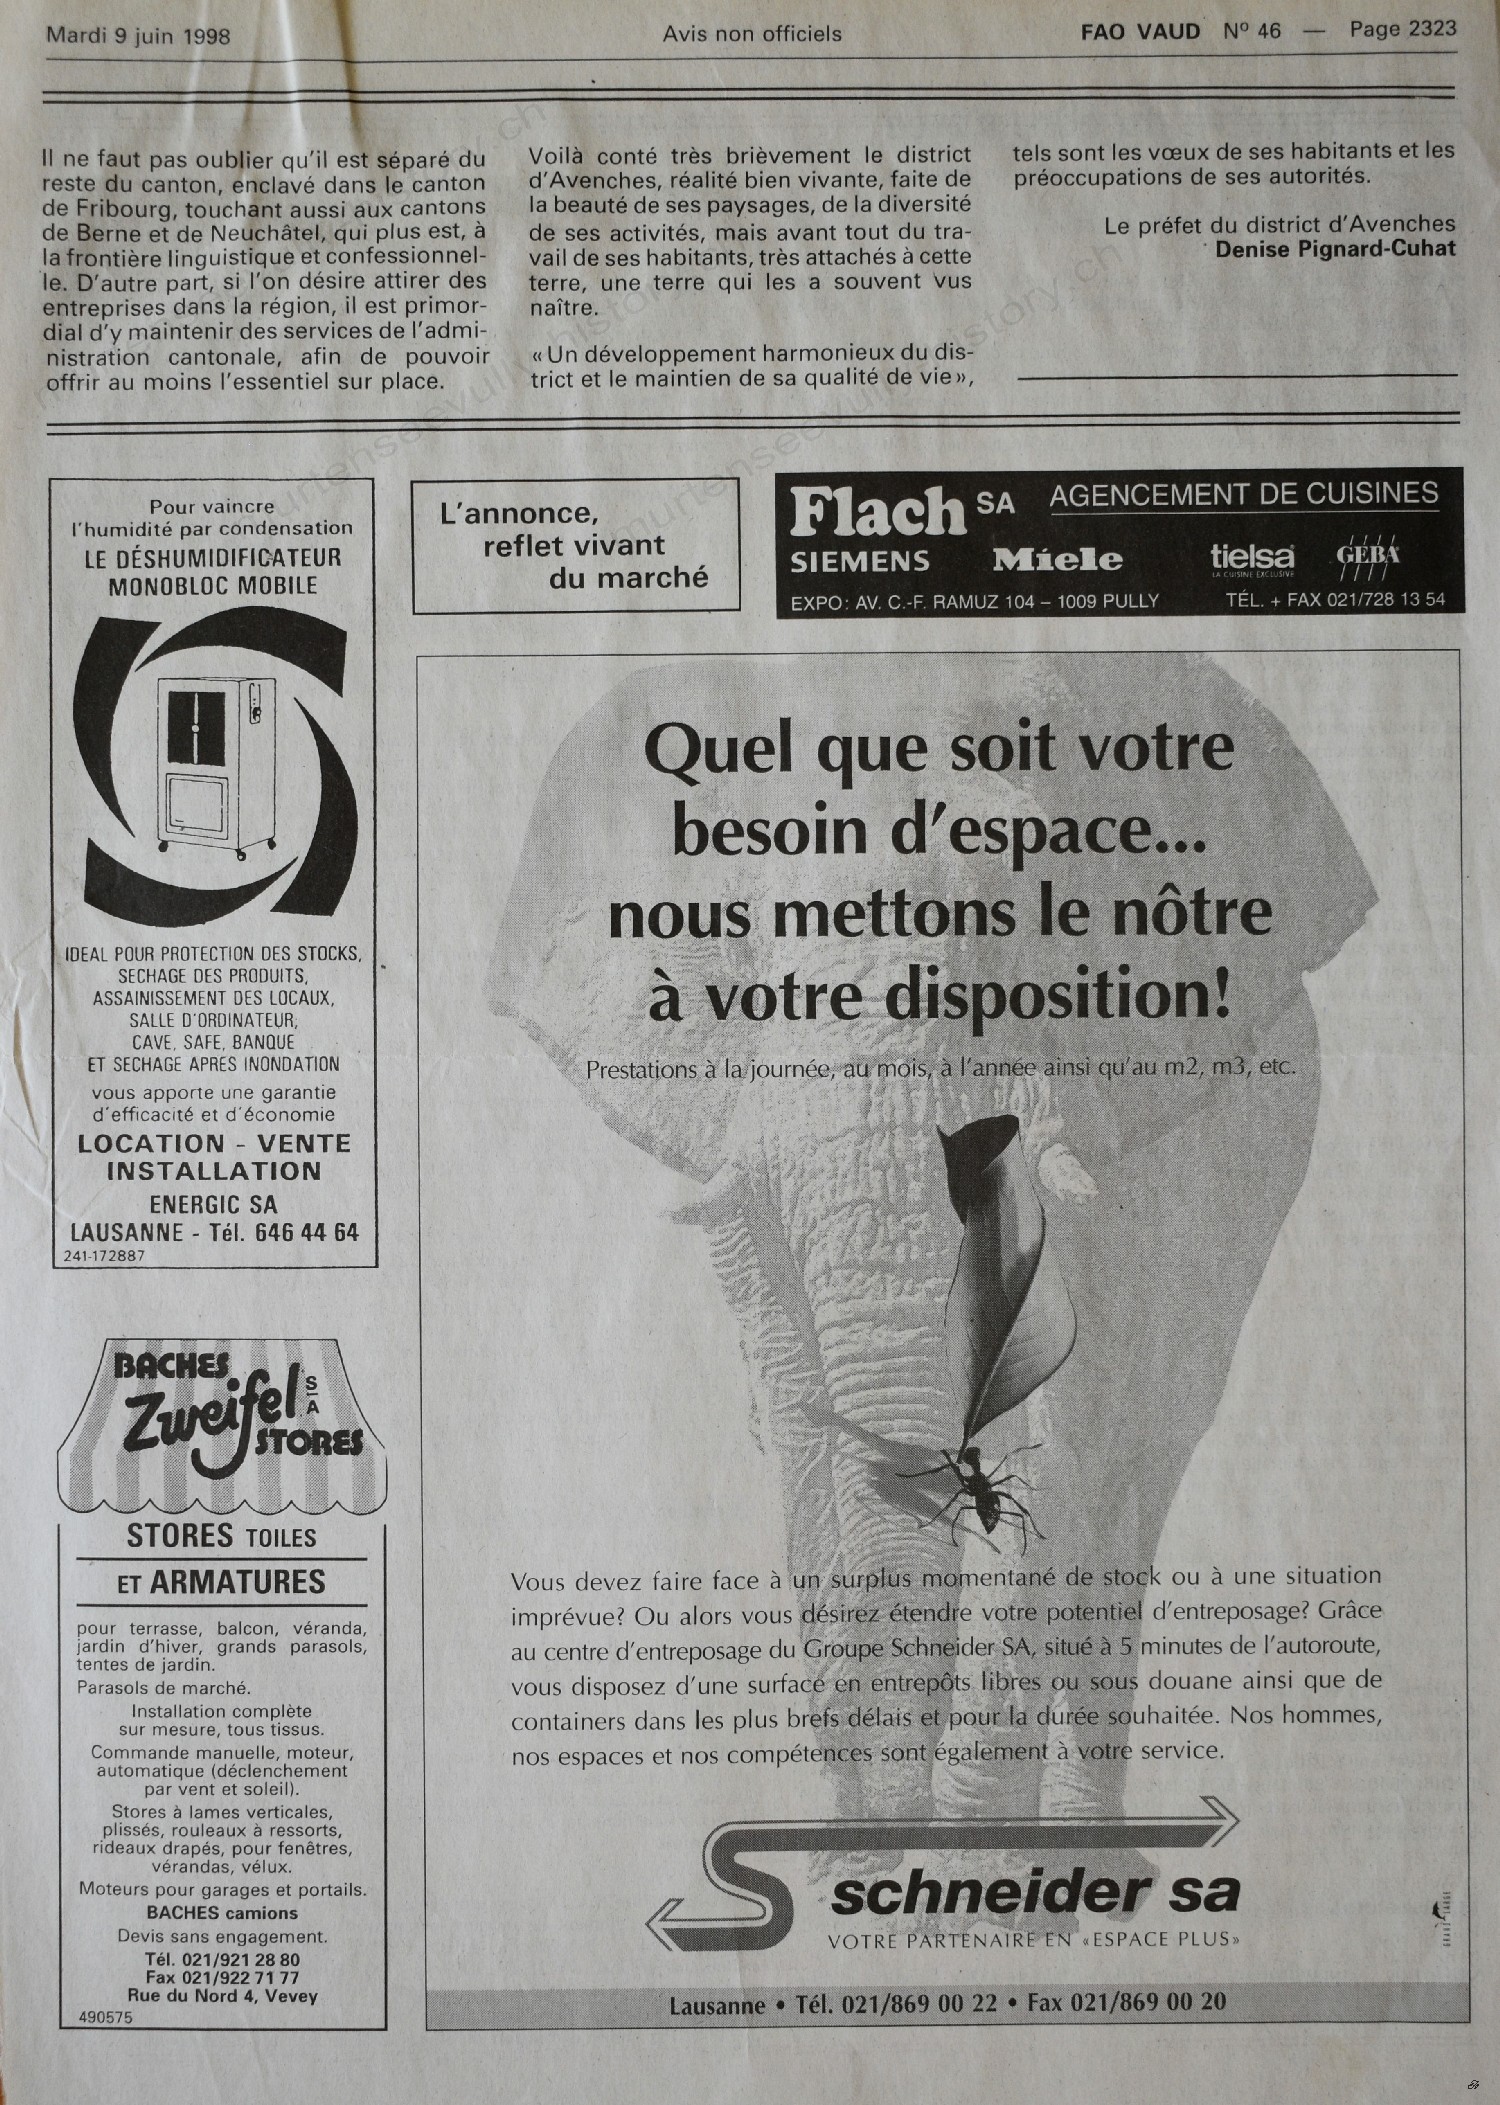 Mardi 9 juin 1998
Avis non officiels
FAO VAUD N° 46 — Page 2323
Il ne faut pas oublier qu'il est séparé du
reste du canton, enclavé dans le canton
de Fribourg, touchant aussi aux cantons
de Berne et de Neuchâtel, qui plus est, à
la frontière linguistique et confessionnel-
le. D'autre part, si l'on désire attirer des
entreprises dans la région, il est primor-
dial d'y maintenir des services de l'admi-
nistration cantonale, afin de pouvoir
offrir au moins l'essentiel sur place.
Voilà conté très brièvement le district
d'Avenches, réalité bien vivante, faite de
la beauté de ses paysages, de la diversité
de ses activités, mais avant tout du tra-
vail de ses habitants, très attachés à cette
terre, une terre qui les a souvent vus
naître.
« Un développement harmonieux du dis-
trict et le maintien de sa qualité de vie »,
tels sont les vœux de ses habitants et les
préoccupations de ses autorités.
Le préfet du district d'Avenches
Denise Pignard-Cuhat
Pour vaincre
l'humidité par condensation
LE DÉSHUMIDIFICATEUR
MONOBLOC MOBILE
IDEAL POUR PROTECTION DES STOCKS,
SECHAGE DES PRODUITS,
ASSAINISSEMENT DES LOCAUX,
SALLE D'ORDINATEUR,
CAVE, SAFE, BANQUE
ET SECHAGE APRES INONDATION
vous apporte une garantie
d'efficacité et d'économie
LOCATION - VENTE
INSTALLATION
ENERGIC SA
LAUSANNE - Tél. 646 44 64
241-172887
BACHES
Zweifel SA
STORES
STORES TOILES
ET ARMATURES
pour terrasse, balcon, véranda,
jardin d'hiver, grands parasols,
tentes de jardin.
Parasols de marché.
Installation complète
sur mesure, tous tissus.
Commande manuelle, moteur,
automatique (déclenchement
par vent et soleil).
Stores à lames verticales,
plissés, rouleaux à ressorts,
rideaux drapés, pour fenêtres,
vérandas, vélux.
Moteurs pour garages et portails.
BACHES camions
Devis sans engagement.
Tél. 021/921 28 80
Fax 021/922 71 77
Rue du Nord 4, Vevey
490575
L'annonce,
reflet vivant
du marché
Flach SA AGENCEMENT DE CUISINES
SIEMENS Miele tielsa GEBA
LA CUISINE EXCLUSIVE
EXPO: AV. C.-F. RAMUZ 104 – 1009 PULLY TÉL. + FAX 021/728 13 54
Quel que soit votre
besoin d'espace...
nous mettons le nôtre
à votre disposition!
Prestations à la journée, au mois, à l'année ainsi qu'au m2, m3, etc.
Vous devez faire face à un surplus momentané de stock ou à une situation
imprévue? Ou alors vous désirez étendre votre potentiel d'entreposage? Grâce
au centre d'entreposage du Groupe Schneider SA, situé à 5 minutes de l'autoroute,
vous disposez d'une surface en entrepôts libres ou sous douane ainsi que de
containers dans les plus brefs délais et pour la durée souhaitée. Nos hommes,
nos espaces et nos compétences sont également à votre service.
schneider sa
VOTRE PARTENAIRE EN «ESPACE PLUS»
Lausanne • Tél. 021/869 00 22 • Fax 021/869 00 20